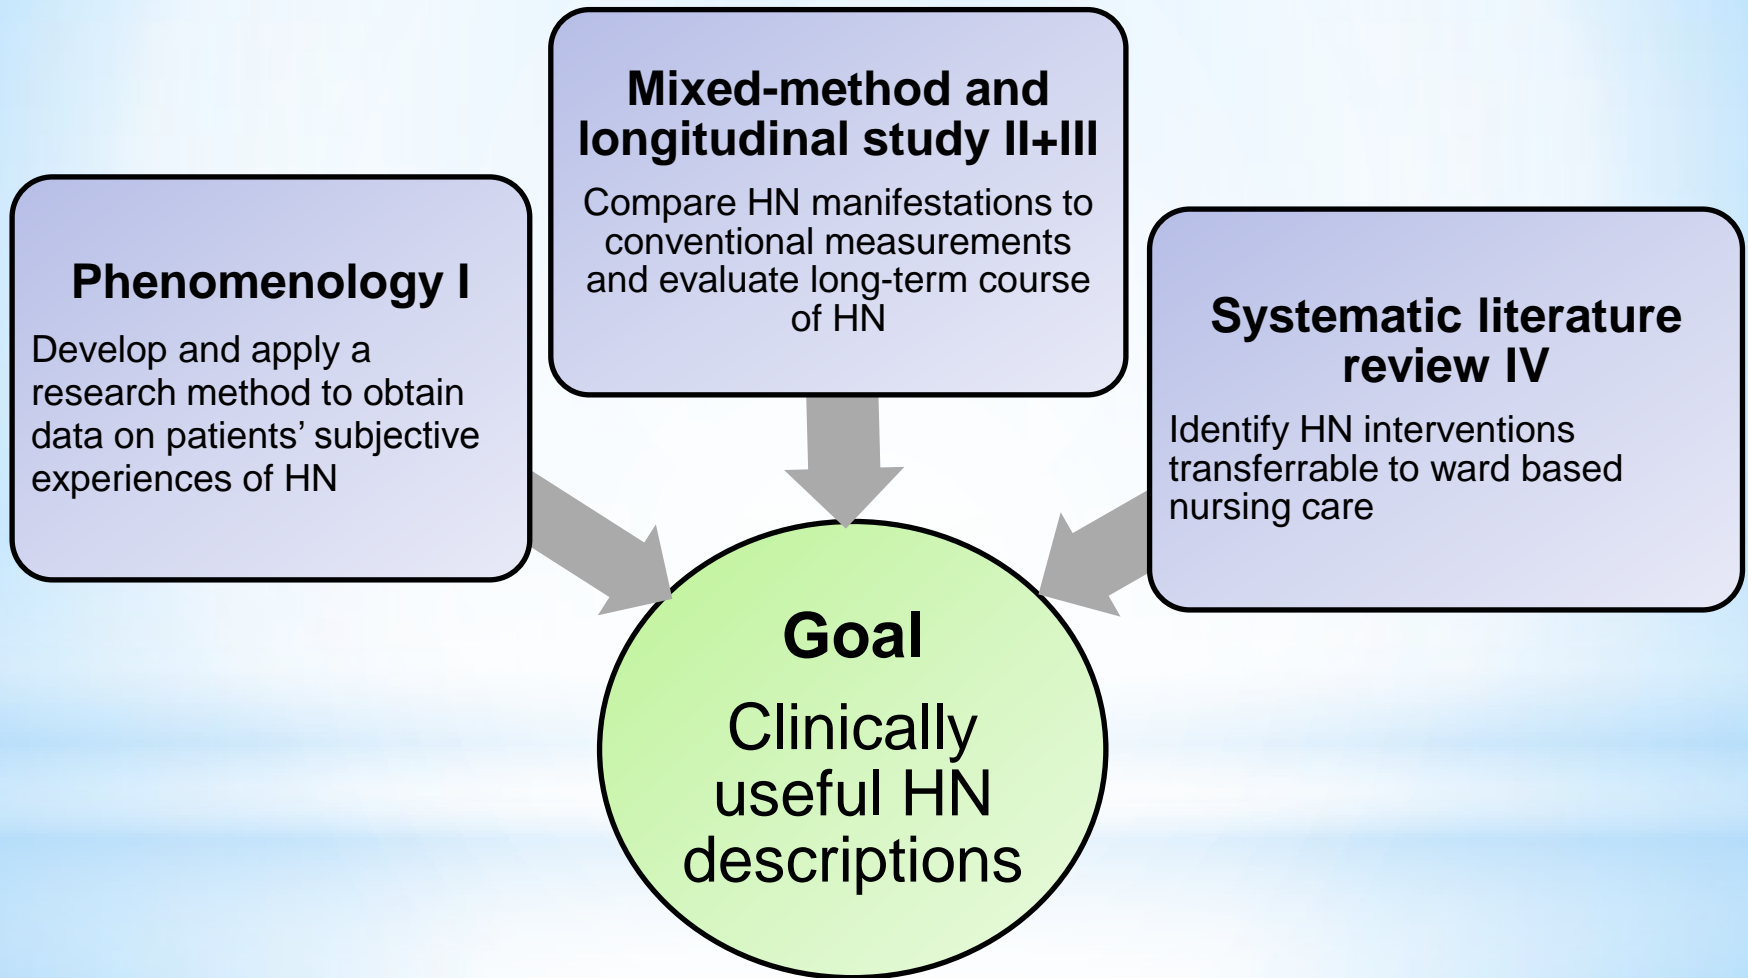 Phenomenology I
Develop and apply a
research method to obtain
data on patients’ subjective
experiences of HN
Mixed-method and
longitudinal study II+III
Compare HN manifestations to
conventional measurements
and evaluate long-term course
of HN
Systematic literature
review IV
Identify HN interventions
transferrable to ward based
nursing care
Goal
Clinically
useful HN
descriptions